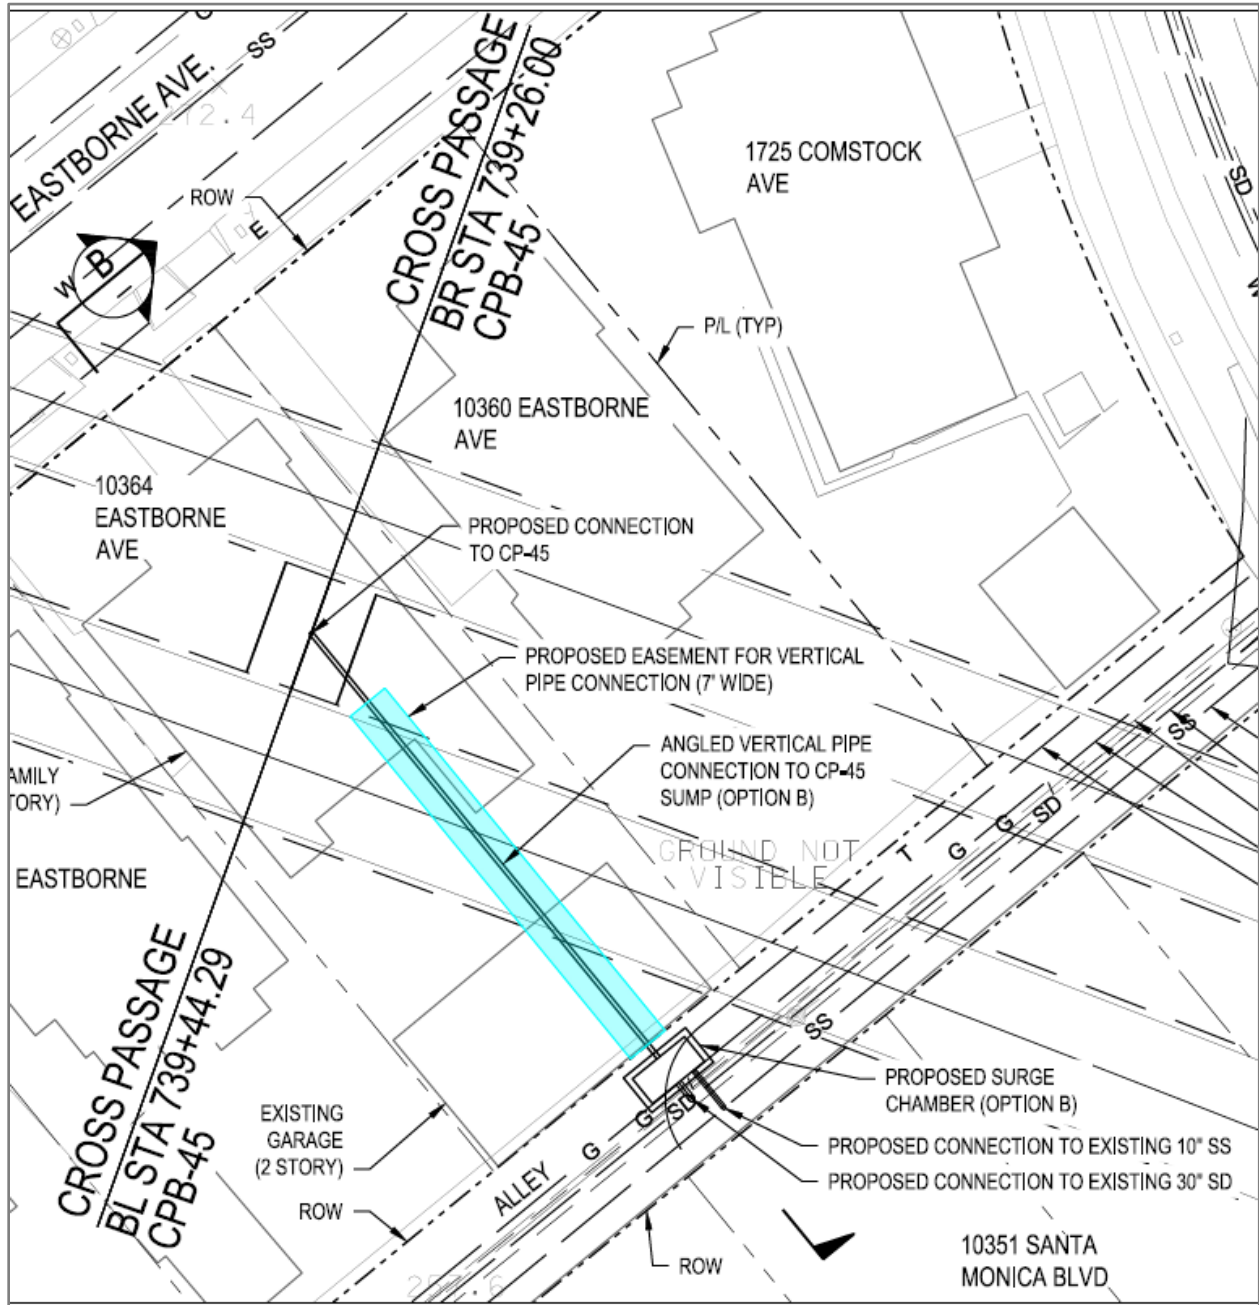 G
SS
EASTBORNE AVE.
272.4
CROSS PASSAGE
BR STA 739+26.00
CPB-45
ROW
E
W
B
1725 COMSTOCK
AVE
SD
W
P/L (TYP)
10360 EASTBORNE
AVE
10364
EASTBORNE
AVE
PROPOSED CONNECTION
TO CP-45
PROPOSED EASEMENT FOR VERTICAL
PIPE CONNECTION (7' WIDE)
ANGLED VERTICAL PIPE
CONNECTION TO CP-45
SUMP (OPTION B)
SS
AMILY
TORY)
GROUND NOT
VISIBLE
T
G
G
SD
EASTBORNE
CROSS PASSAGE
BL STA 739+44.29
CPB-45
SS
PROPOSED SURGE
CHAMBER (OPTION B)
EXISTING
GARAGE
(2 STORY)
ALLEY
G
G
SD
PROPOSED CONNECTION TO EXISTING 10" SS
PROPOSED CONNECTION TO EXISTING 30" SD
ROW
ROW
10351 SANTA
MONICA BLVD